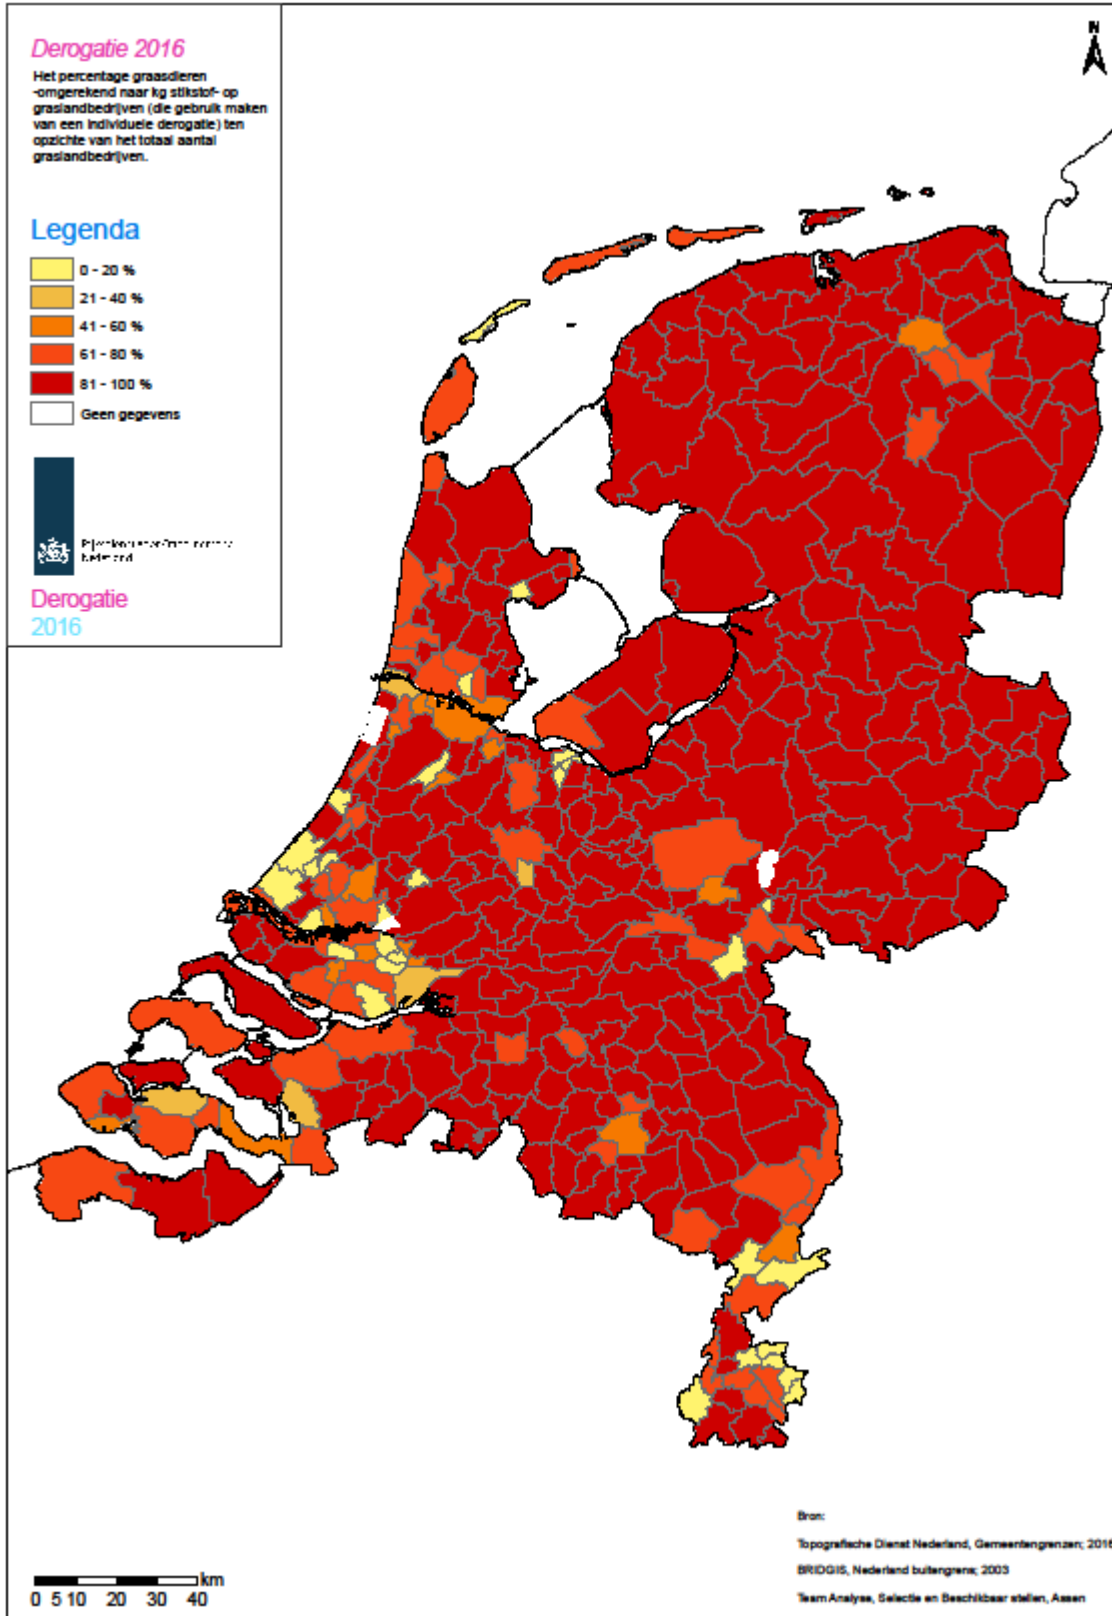 Derogatie 2016
Het percentage graasdieren
-omgerekend naar kg stikstof- op
graslandbedrijven (die gebruik maken
van een individuele derogatie) ten
opzichte van het totaal aantal
graslandbedrijven.
Legenda
0 - 20 %
21 - 40 %
41 - 60 %
61 - 80 %
81 - 100 %
Geen gegevens
Nederland
Derogatie
2016
N
km
0 5 10 20 30 40
Bron:
Topografische Dienst Nederland, Gemeentengrenzen; 2016
BRIDGIS, Nederland buitengrens; 2003
Team Analyse, Selectie en Beschikbaar stellen, Assen